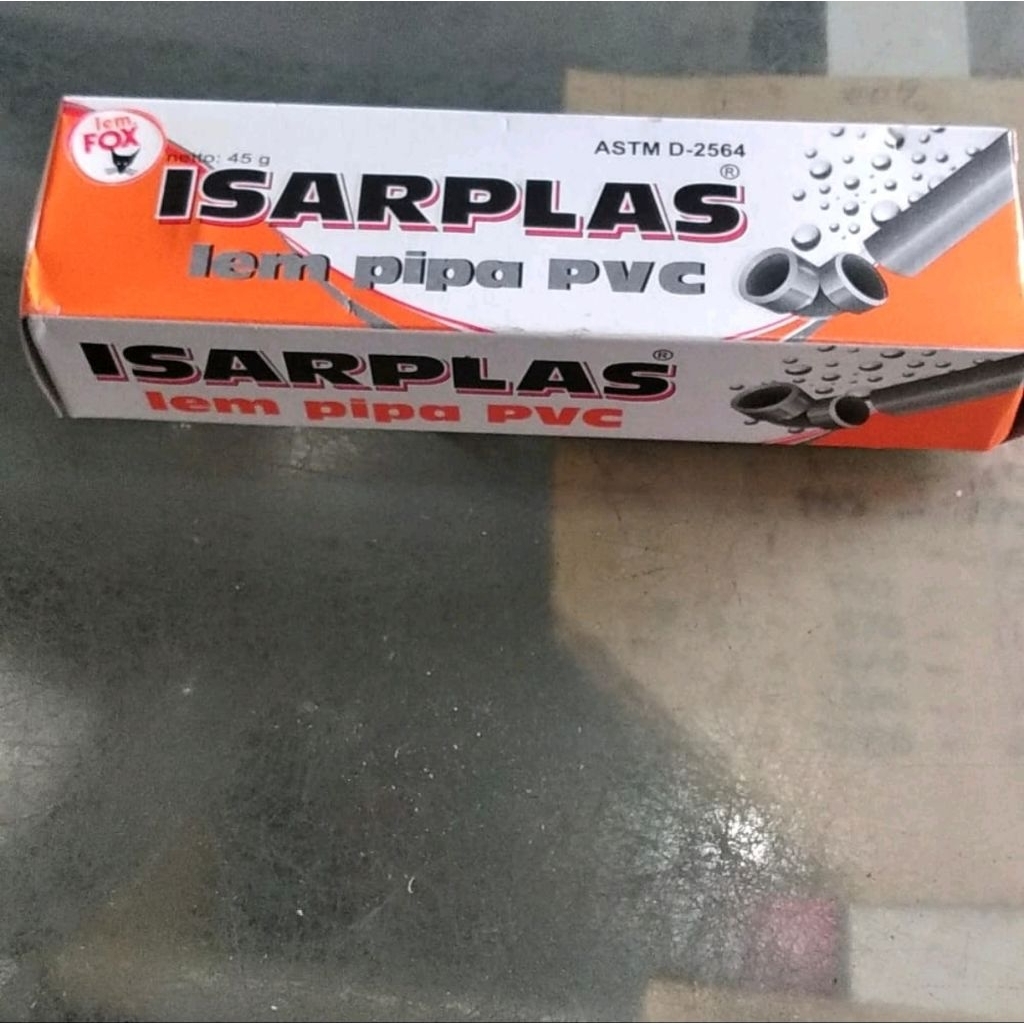 lem
FOX
netto: 45 g
ASTM D-2564
ISARPLAS®
lem pipa PVC
ISARPLAS®
lem pipa PVC